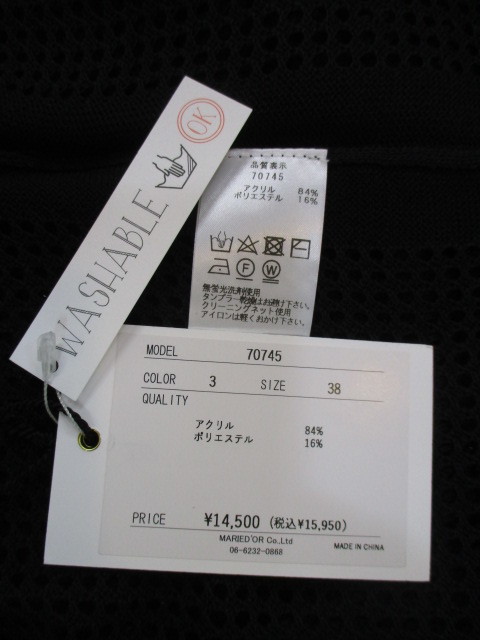 WASHABLE OK
品質表示
70745
アクリル 84%
ポリエステル 16%
F W
無蛍光洗剤使用
タンブラー乾燥はお避け下さい。
クリーニングネット使用
アイロンは軽くおかけ下さい。
MODEL 70745
COLOR 3 SIZE 38
QUALITY
アクリル 84%
ポリエステル 16%
PRICE ¥14,500 (税込¥15,950)
MARIED'OR Co.,Ltd
06-6232-0868
MADE IN CHINA